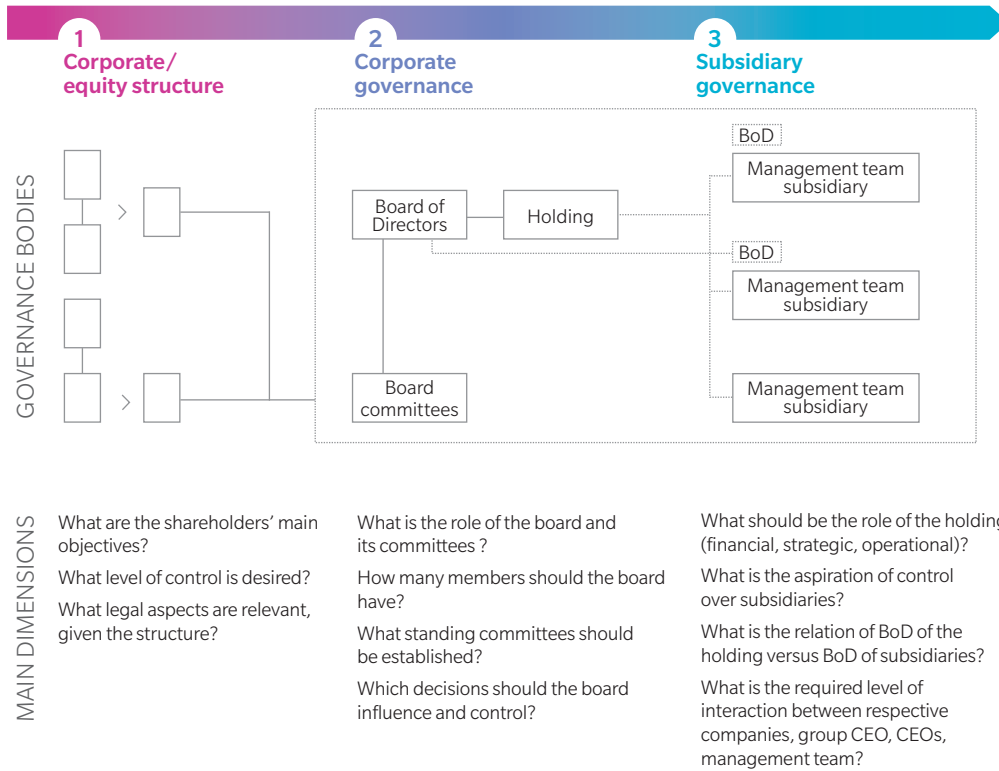 1
Corporate/
equity structure
2
Corporate
governance
3
Subsidiary
governance
GOVERNANCE BODIES
Board of
Directors
Holding
Board
committees
BoD
Management team
subsidiary
BoD
Management team
subsidiary
Management team
subsidiary
MAIN DIMENSIONS
What are the shareholders’ main
objectives?
What level of control is desired?
What legal aspects are relevant,
given the structure?
What is the role of the board and
its committees ?
How many members should the board
have?
What standing committees should
be established?
Which decisions should the board
influence and control?
What should be the role of the holding
(financial, strategic, operational)?
What is the aspiration of control
over subsidiaries?
What is the relation of BoD of the
holding versus BoD of subsidiaries?
What is the required level of
interaction between respective
companies, group CEO, CEOs,
management team?